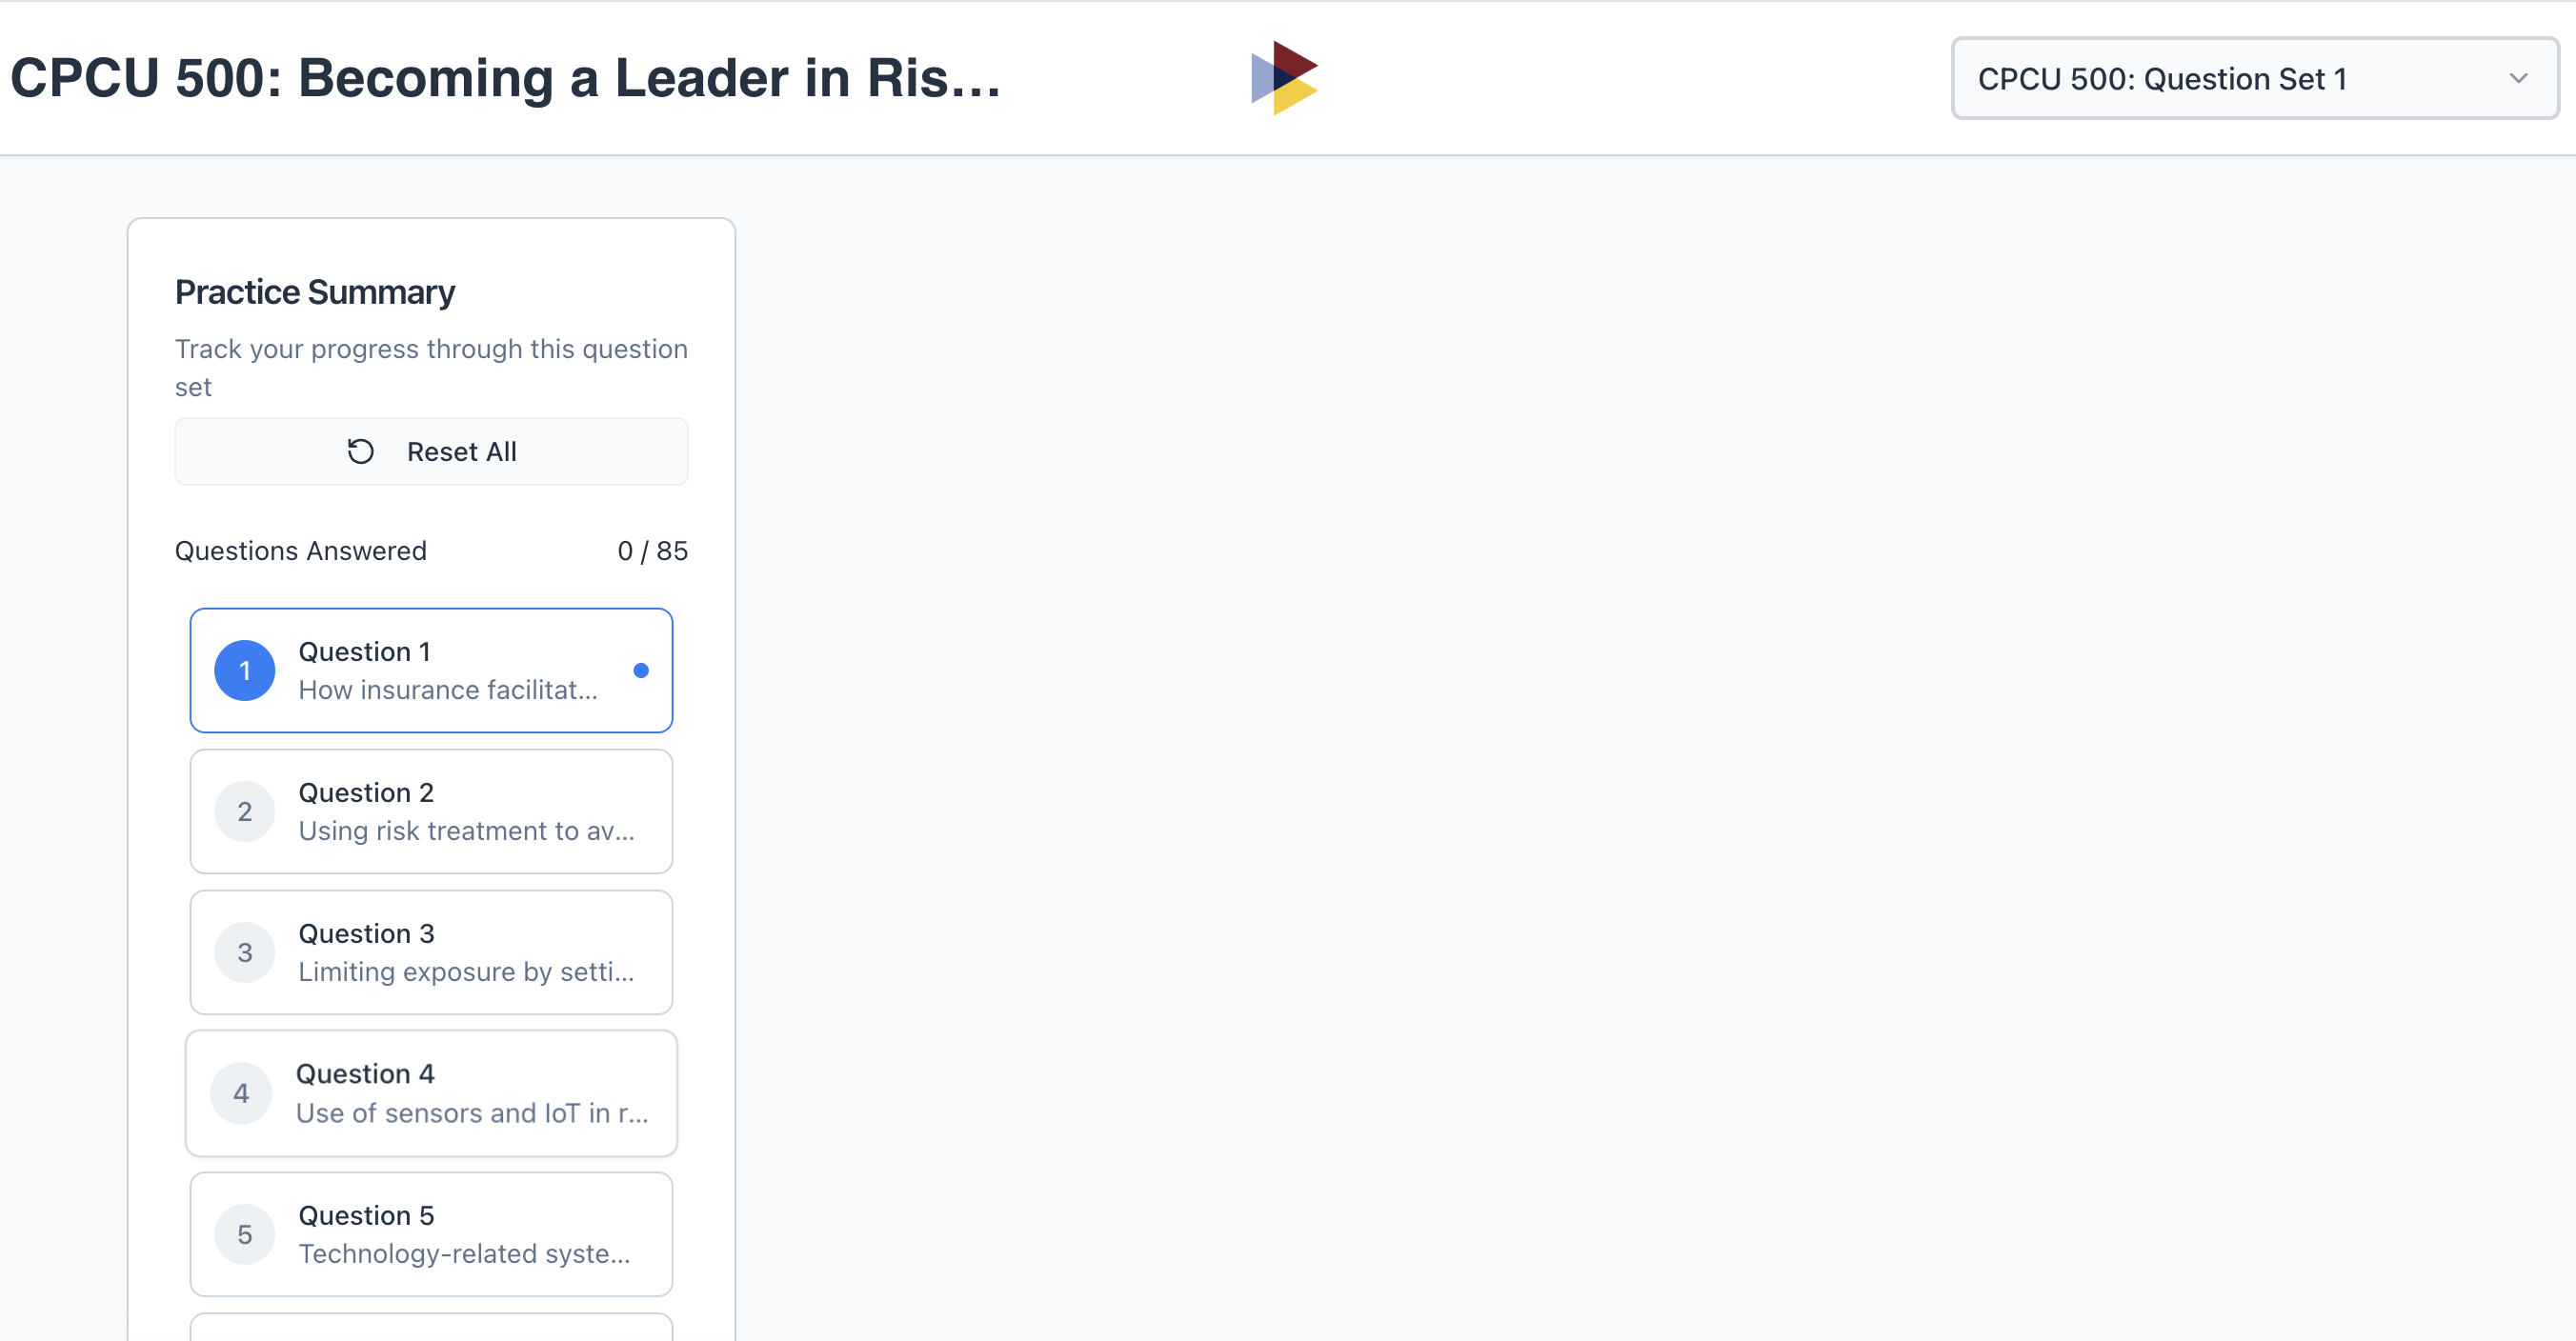 CPCU 500: Becoming a Leader in Ris...
CPCU 500: Question Set 1
Practice Summary
Track your progress through this question
set
Reset All
Questions Answered
0 / 85
1
Question 1
How insurance facilitat...
2
Question 2
Using risk treatment to av...
3
Question 3
Limiting exposure by setti...
4
Question 4
Use of sensors and IoT in r...
5
Question 5
Technology-related syste...